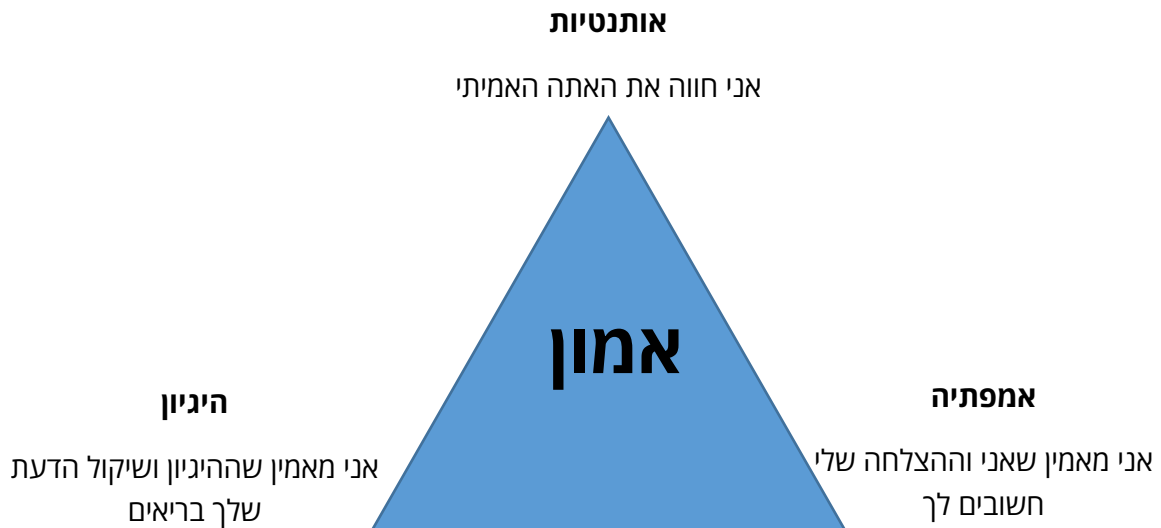 אותנטיות
אני חווה את האתה האמיתי
אמון
אמפתיה
אני מאמין שאני וההצלחה שלי
חשובים לך
היגיון
אני מאמין שההיגיון ושיקול הדעת
שלך בריאים